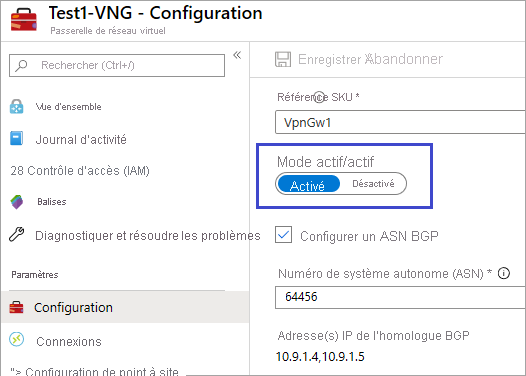 Test1-VNG - Configuration
Passerelle de réseau virtuel
Rechercher (Ctrl+/)
«
Vue d'ensemble
Journal d'activité
28 Contrôle d'accès (IAM)
Balises
Diagnostiquer et résoudre les problèmes
Paramètres
Configuration
Connexions
"> Configuration de point à site
Enregistrer Abandonner
Référence SKU *
VpnGw1
Mode actif/actif
Activé Désactivé
Configurer un ASN BGP
Numéro de système autonome (ASN) *
64456
Adresse(s) IP de l'homologue BGP
10.9.1.4,10.9.1.5